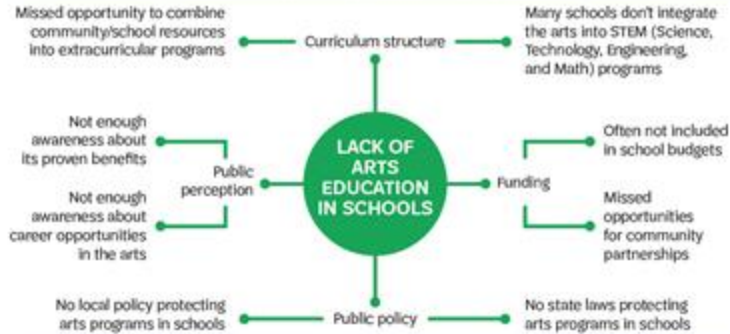 Missed opportunity to combine
community/school resources
into extracurricular programs
Curriculum structure
Many schools don't integrate
the arts into STEM (Science,
Technology, Engineering,
and Math) programs
Not enough
awareness about
its proven benefits
Not enough
awareness about
career opportunities
in the arts
Public
perception
LACK OF
ARTS
EDUCATION
IN SCHOOLS
Funding
Often not included
in school budgets
Missed
opportunities
for community
partnerships
No local policy protecting
arts programs in schools
Public policy
No state laws protecting
arts programs in schools